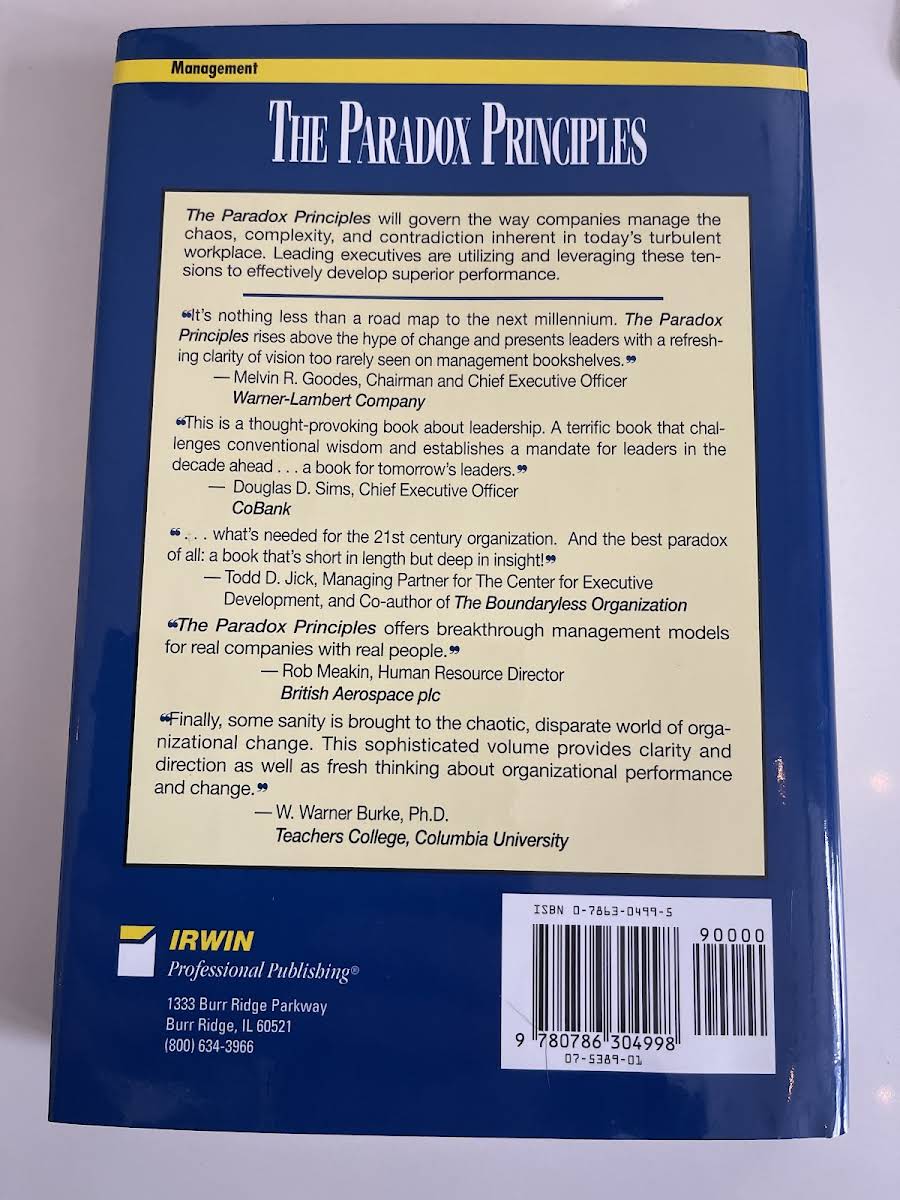 Management
THE PARADOX PRINCIPLES
The Paradox Principles will govern the way companies manage the
chaos, complexity, and contradiction inherent in today's turbulent
workplace. Leading executives are utilizing and leveraging these ten-
sions to effectively develop superior performance.
“It's nothing less than a road map to the next millennium. The Paradox
Principles rises above the hype of change and presents leaders with a refresh-
ing clarity of vision too rarely seen on management bookshelves.”
— Melvin R. Goodes, Chairman and Chief Executive Officer
Warner-Lambert Company
“This is a thought-provoking book about leadership. A terrific book that chal-
lenges conventional wisdom and establishes a mandate for leaders in the
decade ahead . . . a book for tomorrow's leaders.”
— Douglas D. Sims, Chief Executive Officer
CoBank
“. . . what's needed for the 21st century organization. And the best paradox
of all: a book that's short in length but deep in insight!”
— Todd D. Jick, Managing Partner for The Center for Executive
Development, and Co-author of The Boundaryless Organization
“The Paradox Principles offers breakthrough management models
for real companies with real people.”
— Rob Meakin, Human Resource Director
British Aerospace plc
“Finally, some sanity is brought to the chaotic, disparate world of orga-
nizational change. This sophisticated volume provides clarity and
direction as well as fresh thinking about organizational performance
and change.”
— W. Warner Burke, Ph.D.
Teachers College, Columbia University
IRWIN
Professional Publishing®
1333 Burr Ridge Parkway
Burr Ridge, IL 60521
(800) 634-3966
ISBN 0-7863-0499-5
90000
9 780786 304998
07-5389-01